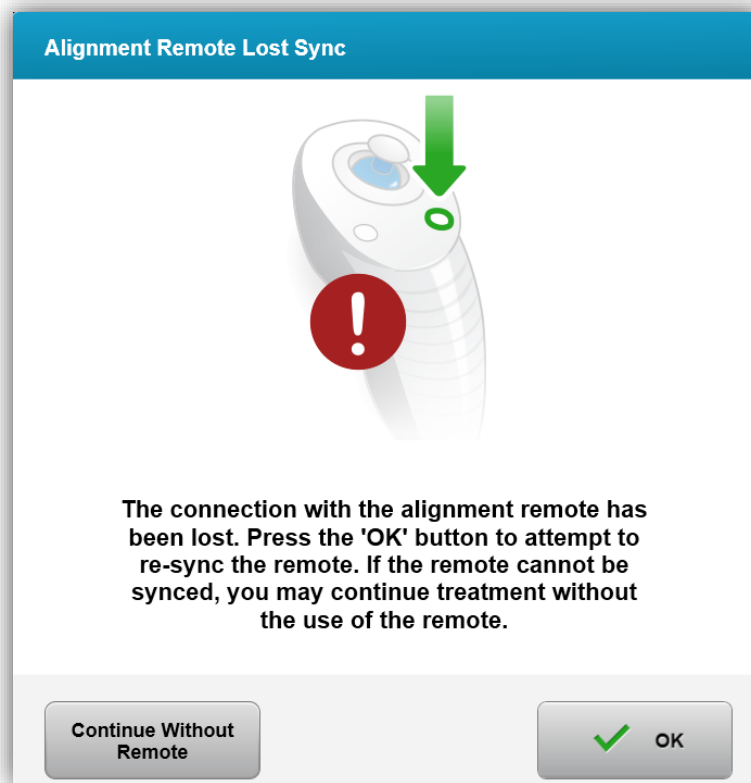 Alignment Remote Lost Sync
The connection with the alignment remote has
been lost. Press the 'OK' button to attempt to
re-sync the remote. If the remote cannot be
synced, you may continue treatment without
the use of the remote.
Continue Without
Remote
OK